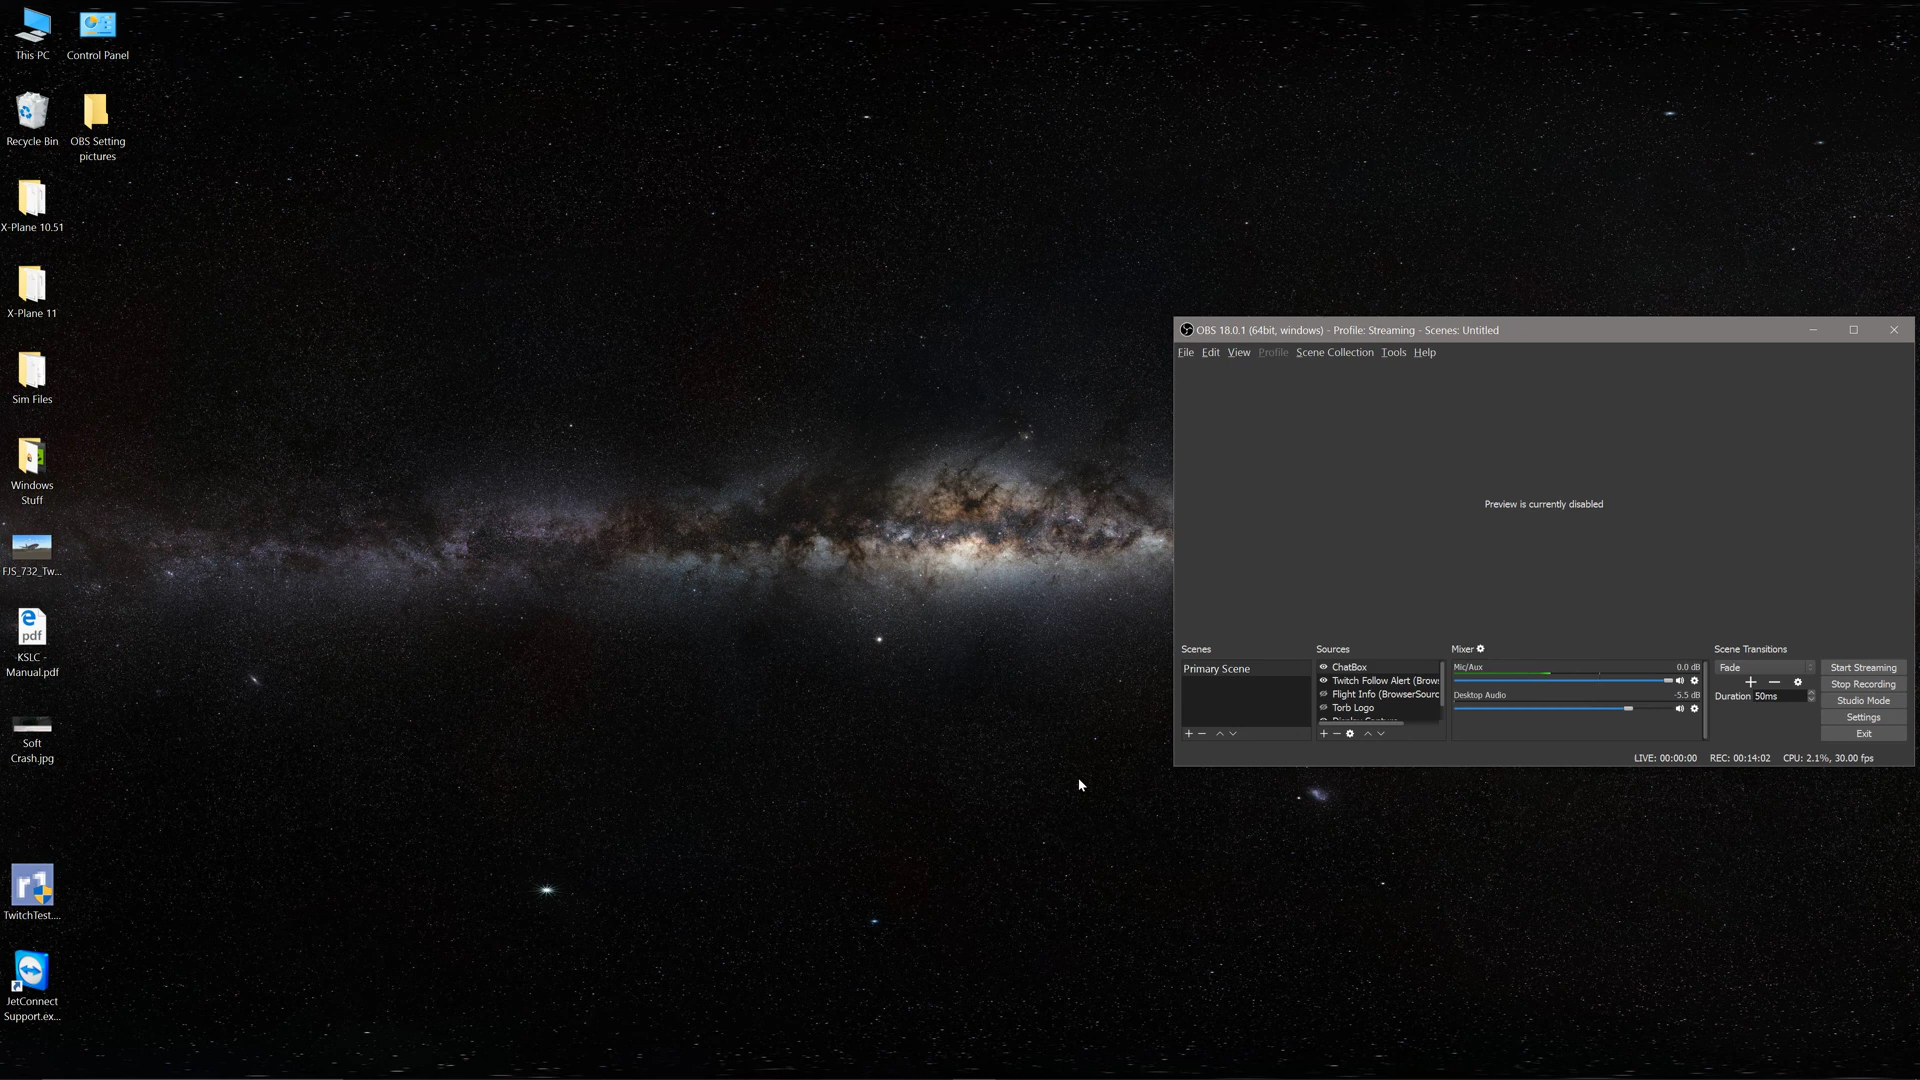 This PC
Control Panel
Recycle Bin
OBS Setting
pictures
X-Plane 10.51
X-Plane 11
Sim Files
Windows
Stuff
FJS_732_Tw...
pdf
KSLC -
Manual.pdf
Soft
Crash.jpg
TwitchTest....
JetConnect
Support.ex...
OBS 18.0.1 (64bit, windows) - Profile: Streaming - Scenes: Untitled
File Edit View Profile Scene Collection Tools Help
Preview is currently disabled
Scenes
Primary Scene
Sources
ChatBox
Twitch Follow Alert (Brows
Flight Info (BrowserSourc
Torb Logo
Mixer
Mic/Aux 0.0 dB
Desktop Audio -5.5 dB
Scene Transitions
Fade
Duration 50ms
Start Streaming
Stop Recording
Studio Mode
Settings
Exit
LIVE: 00:00:00 REC: 00:14:02 CPU: 2.1%, 30.00 fps